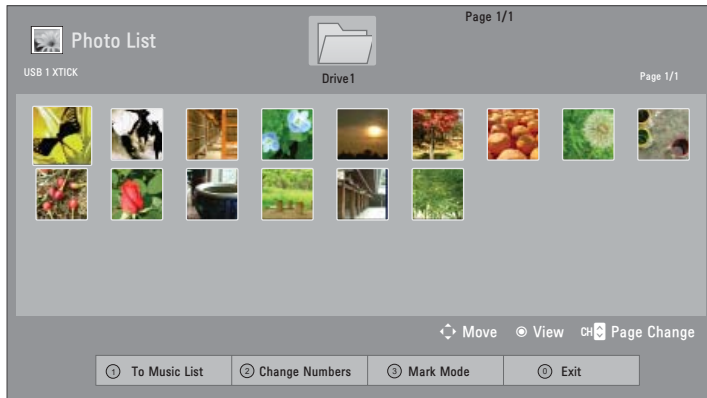 Page 1/1
Photo List
Drive1
USB 1 XTICK
Page 1/1
Move View CH Page Change
1 To Music List 2 Change Numbers 3 Mark Mode 0 Exit